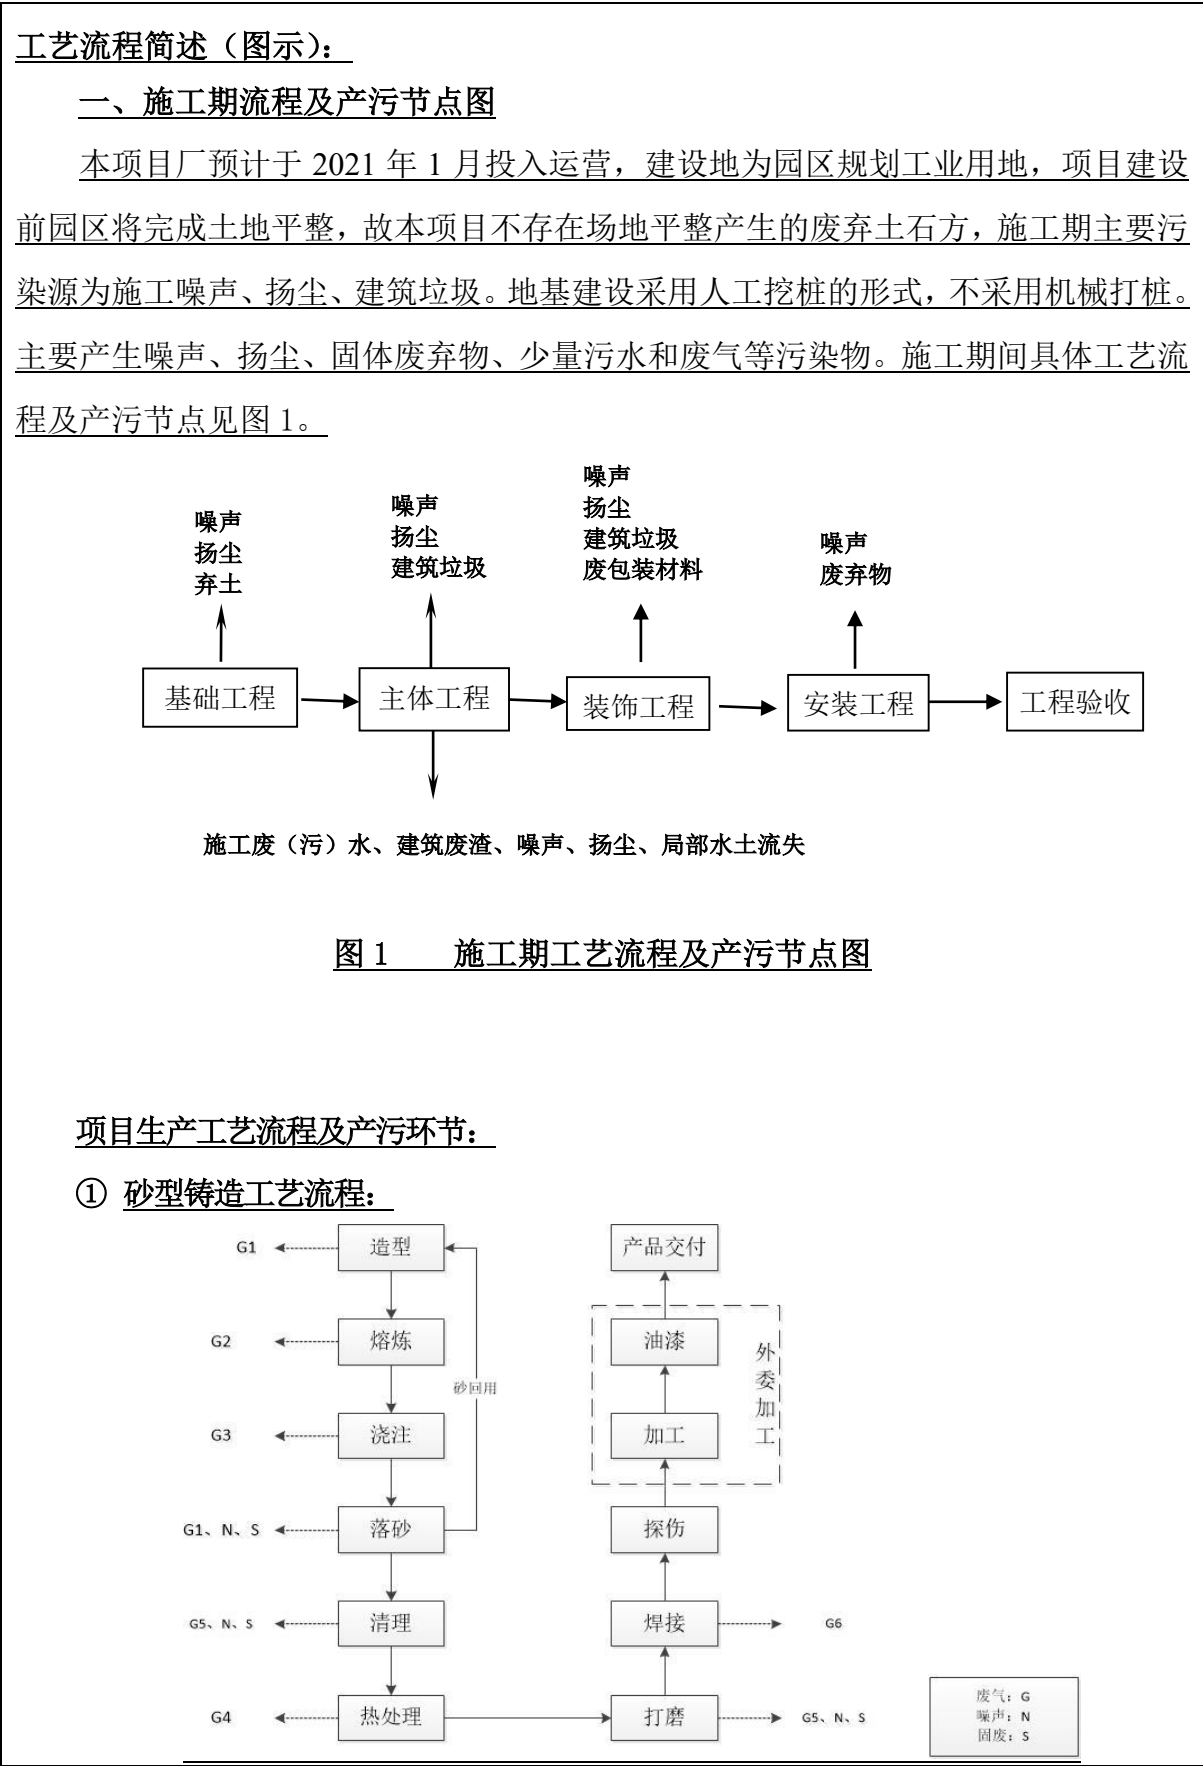 工艺流程简述（图示）：
一、施工期流程及产污节点图
本项目厂预计于 2021 年 1 月投入运营，建设地为园区规划工业用地，项目建设
前园区将完成土地平整，故本项目不存在场地平整产生的废弃土石方，施工期主要污
染源为施工噪声、扬尘、建筑垃圾。地基建设采用人工挖桩的形式，不采用机械打桩。
主要产生噪声、扬尘、固体废弃物、少量污水和废气等污染物。施工期间具体工艺流
程及产污节点见图 1。
噪声
扬尘
弃土
噪声
扬尘
建筑垃圾
噪声
扬尘
建筑垃圾
废包装材料
噪声
废弃物
基础工程
主体工程
装饰工程
安装工程
工程验收
施工废（污）水、建筑废渣、噪声、扬尘、局部水土流失
图 1 施工期工艺流程及产污节点图
项目生产工艺流程及产污环节：
① 砂型铸造工艺流程：
G1
造型
产品交付
G2
熔炼
油漆
外委加工
砂回用
G3
浇注
加工
G1、N、S
落砂
探伤
G5、N、S
清理
焊接
G6
G4
热处理
打磨
G5、N、S
废气：G
噪声：N
固废：S